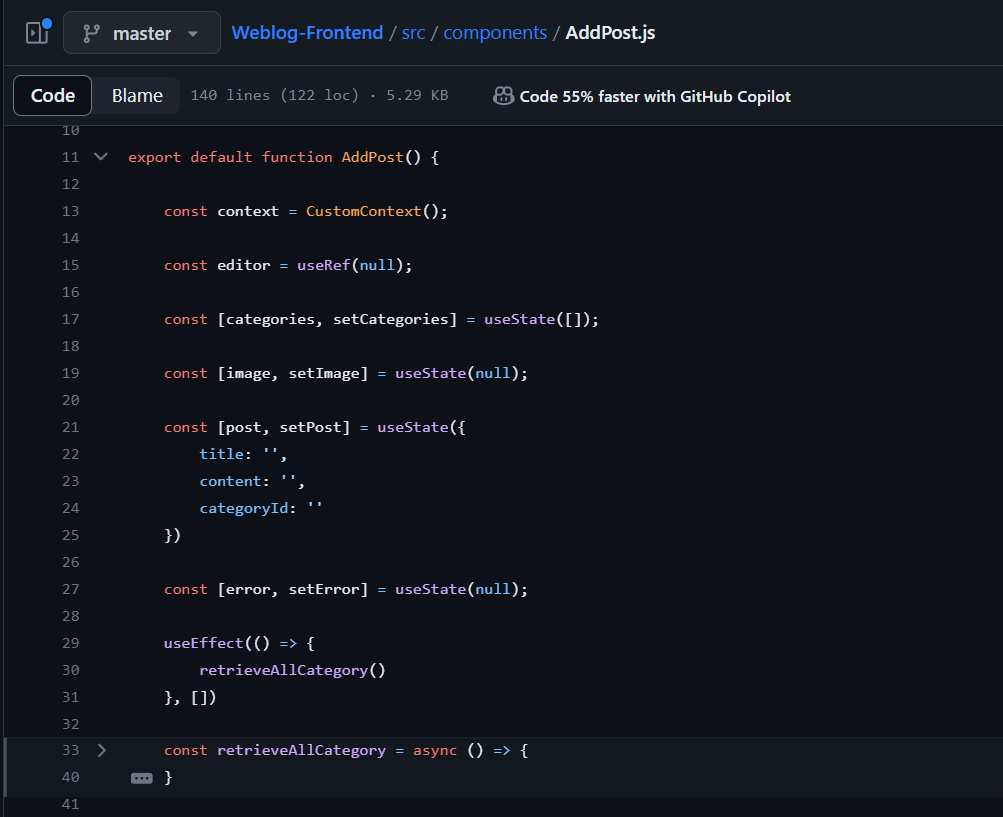 master Weblog-Frontend / src / components / AddPost.js
Code Blame 140 lines (122 loc) · 5.29 KB Code 55% faster with GitHub Copilot
10
11 export default function AddPost() {
12
13 const context = CustomContext();
14
15 const editor = useRef(null);
16
17 const [categories, setCategories] = useState([]);
18
19 const [image, setImage] = useState(null);
20
21 const [post, setPost] = useState({
22 title: '',
23 content: '',
24 categoryId: ''
25 })
26
27 const [error, setError] = useState(null);
28
29 useEffect(() => {
30 retrieveAllCategory()
31 }, [])
32
33 const retrieveAllCategory = async () => {
40 ··· }
41